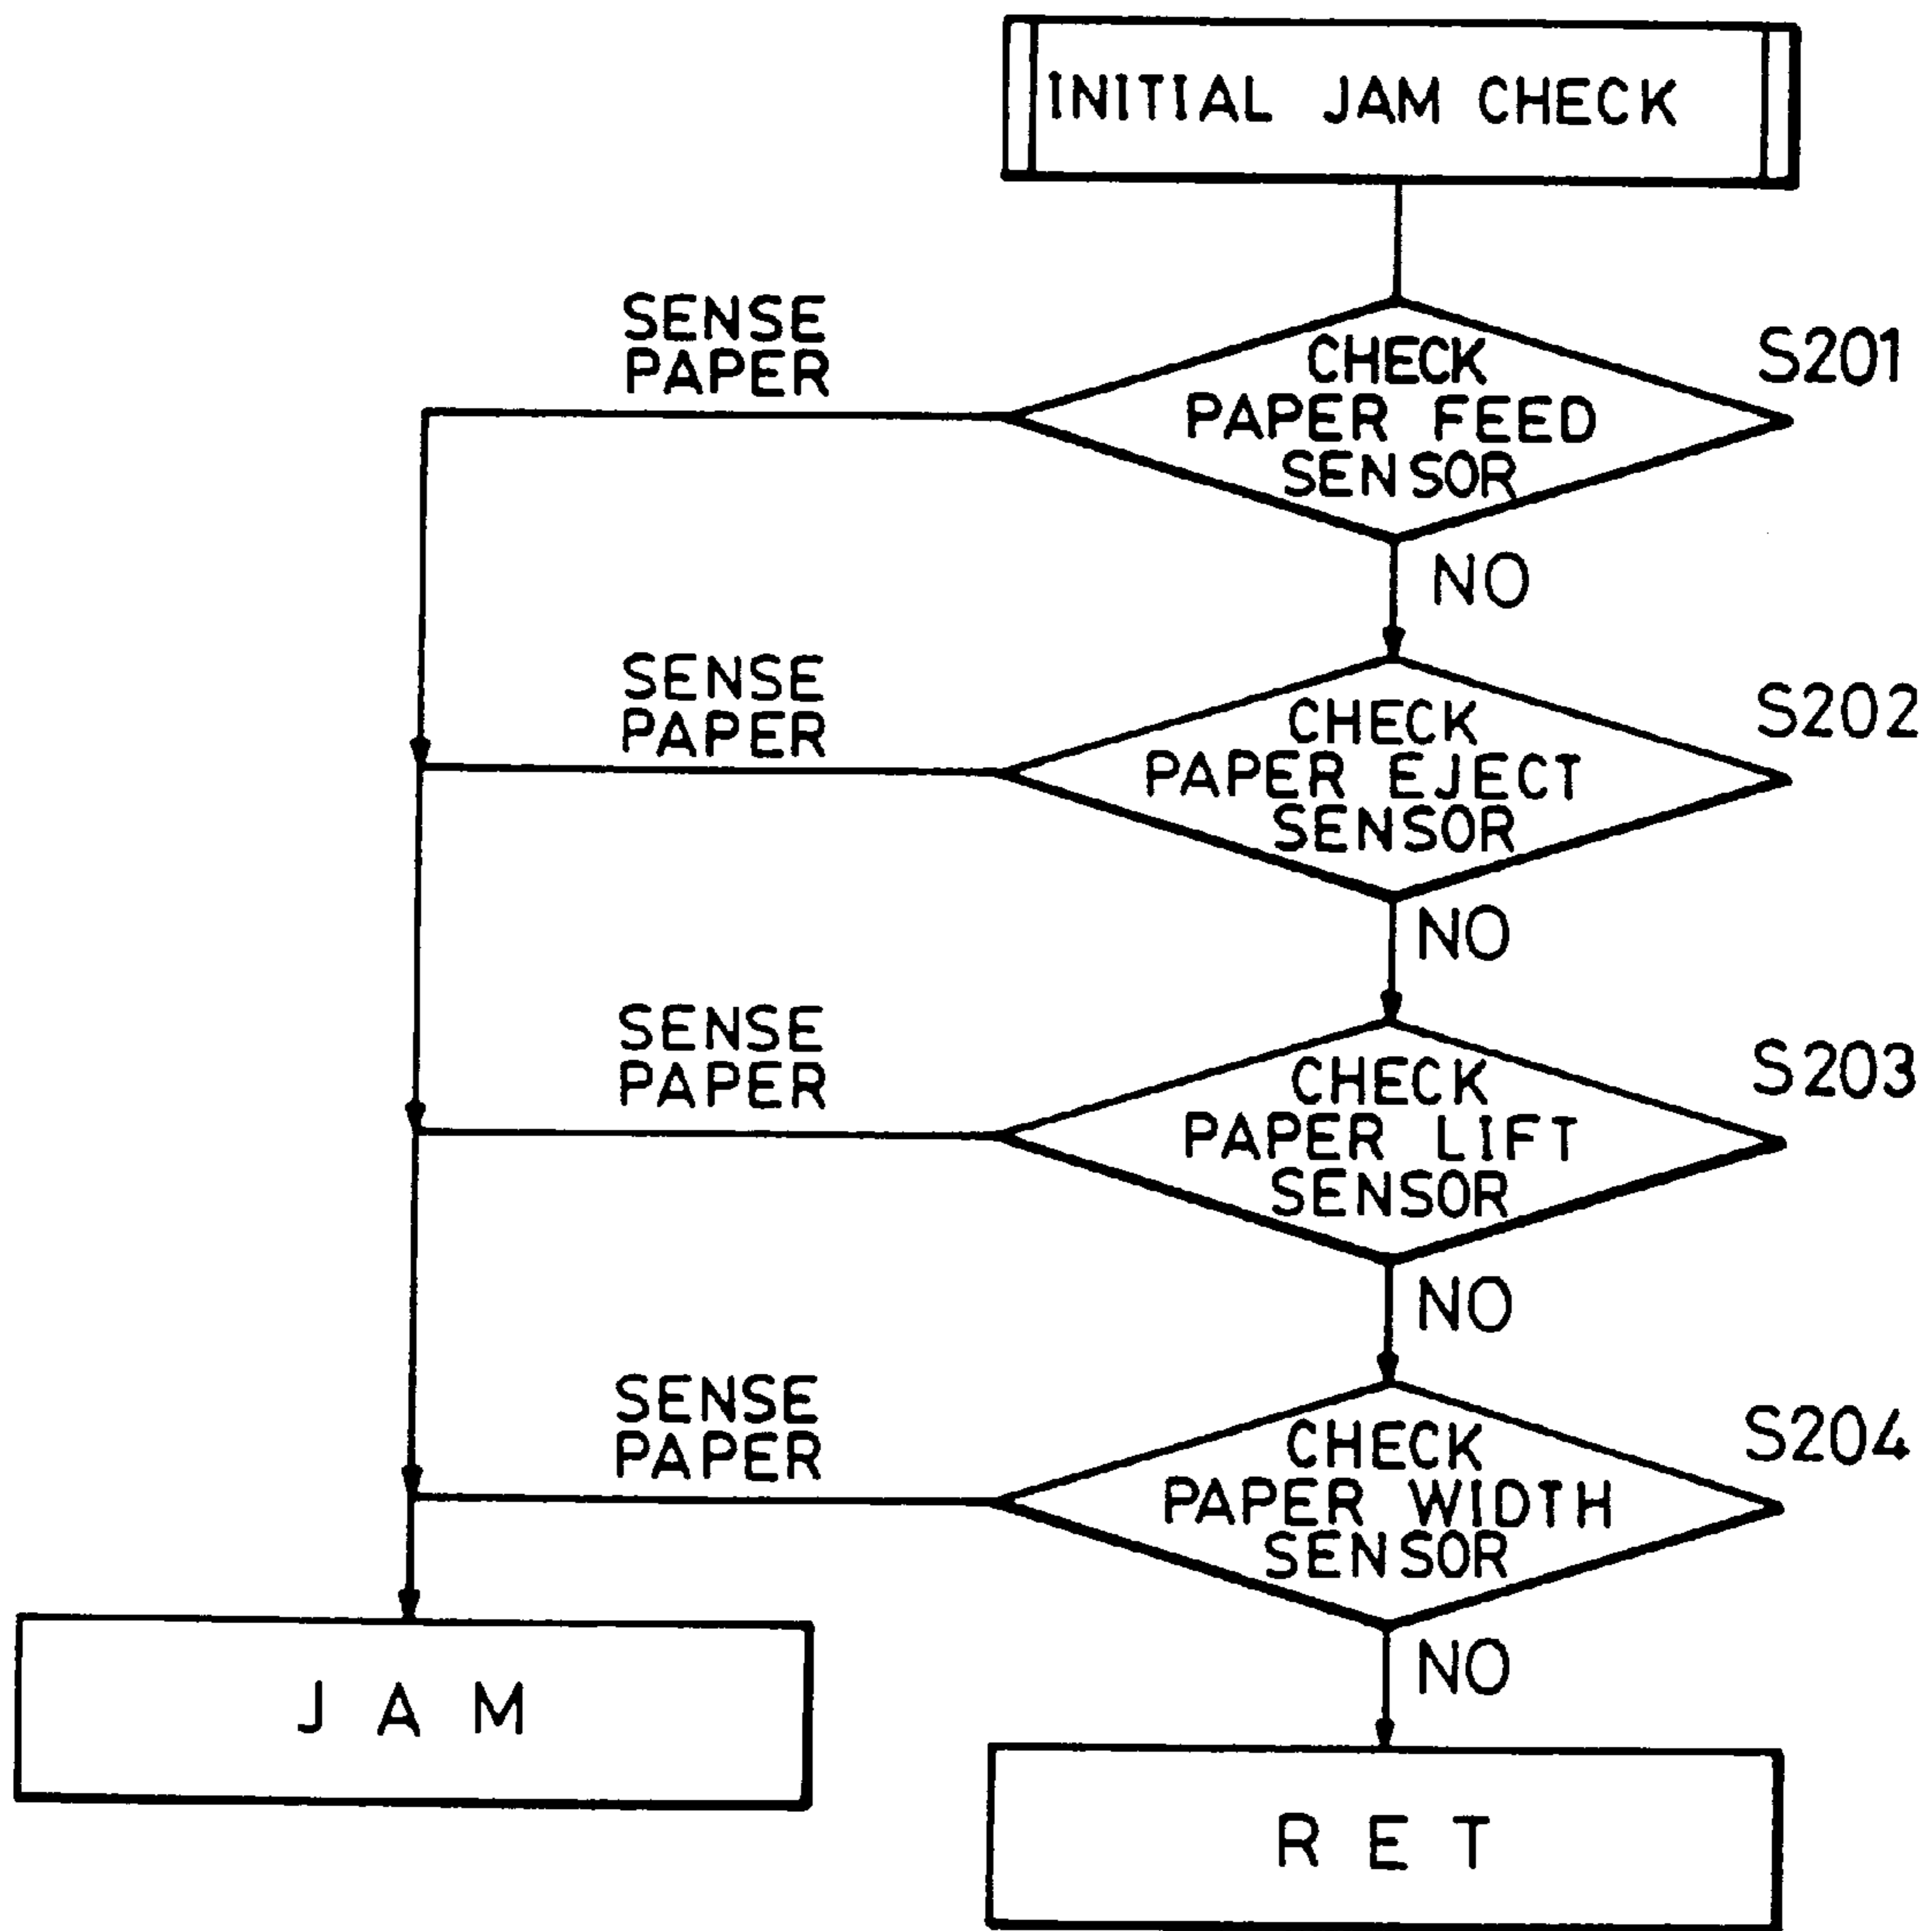 INITIAL JAM CHECK
SENSE
PAPER
CHECK
PAPER FEED
SENSOR
S201
NO
SENSE
PAPER
CHECK
PAPER EJECT
SENSOR
S202
NO
SENSE
PAPER
CHECK
PAPER LIFT
SENSOR
S203
NO
SENSE
PAPER
CHECK
PAPER WIDTH
SENSOR
S204
NO
JAM
RET